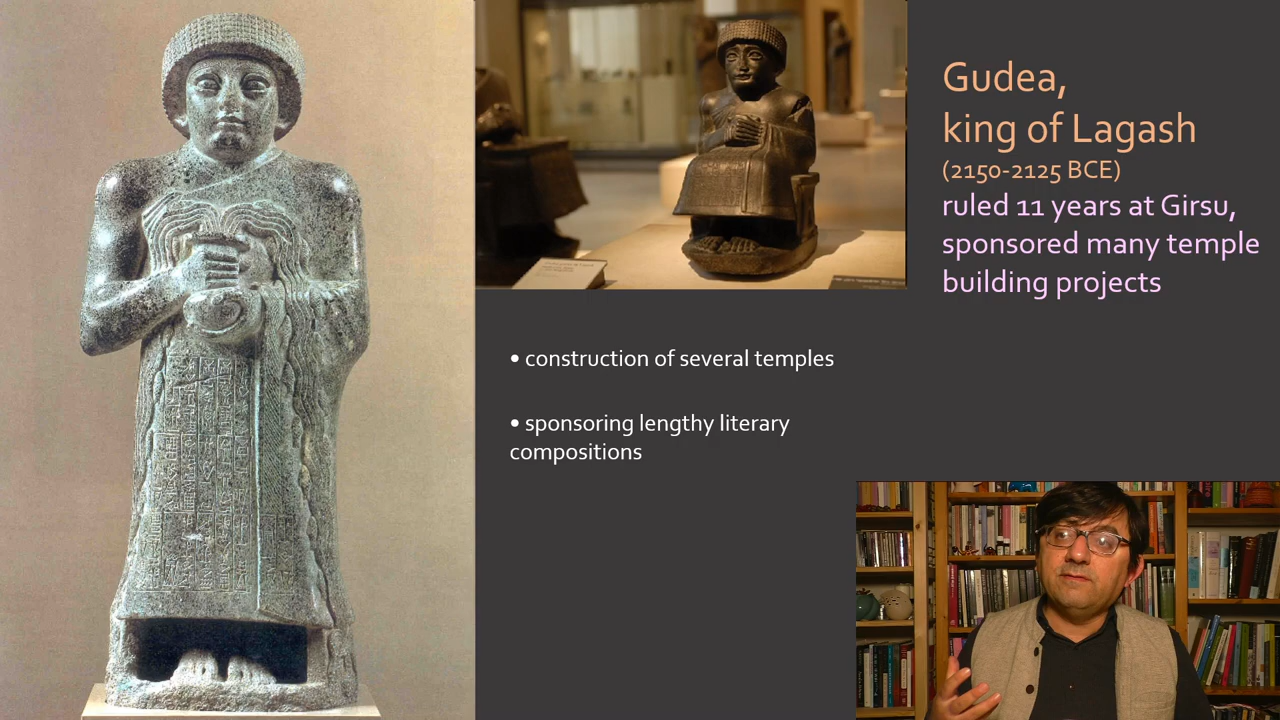 Gudea,
king of Lagash
(2150-2125 BCE)
ruled 11 years at Girsu,
sponsored many temple
building projects
• construction of several temples
• sponsoring lengthy literary
compositions